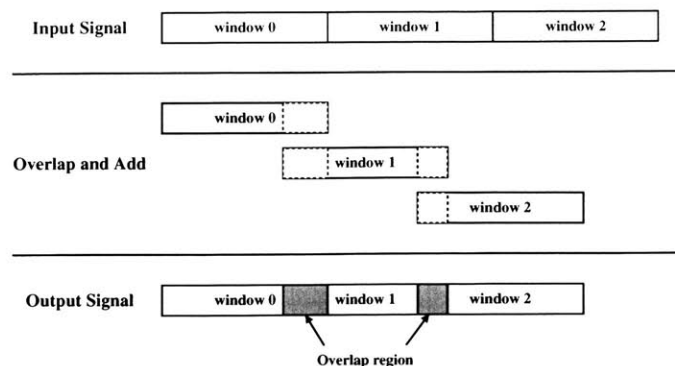 Input Signal
window 0 window 1 window 2
window 0
Overlap and Add
window 1
window 2
Output Signal
window 0 window 1 window 2
Overlap region